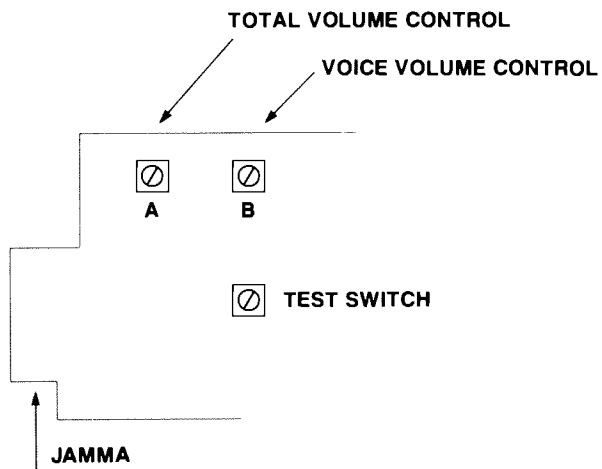 TOTAL VOLUME CONTROL
VOICE VOLUME CONTROL
A
B
TEST SWITCH
JAMMA